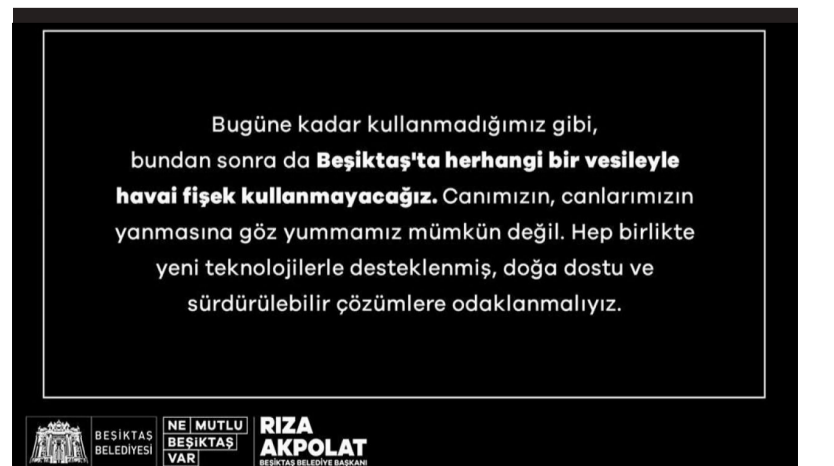 Bugüne kadar kullanmadığımız gibi,
bundan sonra da Beşiktaş'ta herhangi bir vesileyle
havai fişek kullanmayacağız. Canımızın, canlarımızın
yanmasına göz yummamız mümkün değil. Hep birlikte
yeni teknolojilerle desteklenmiş, doğa dostu ve
sürdürülebilir çözümlere odaklanmalıyız.
BEŞİKTAŞ
BELEDİYESİ
NE MUTLU
BEŞİKTAŞ
VAR
RIZA
AKPOLAT
BEŞİKTAŞ BELEDİYE BAŞKANI